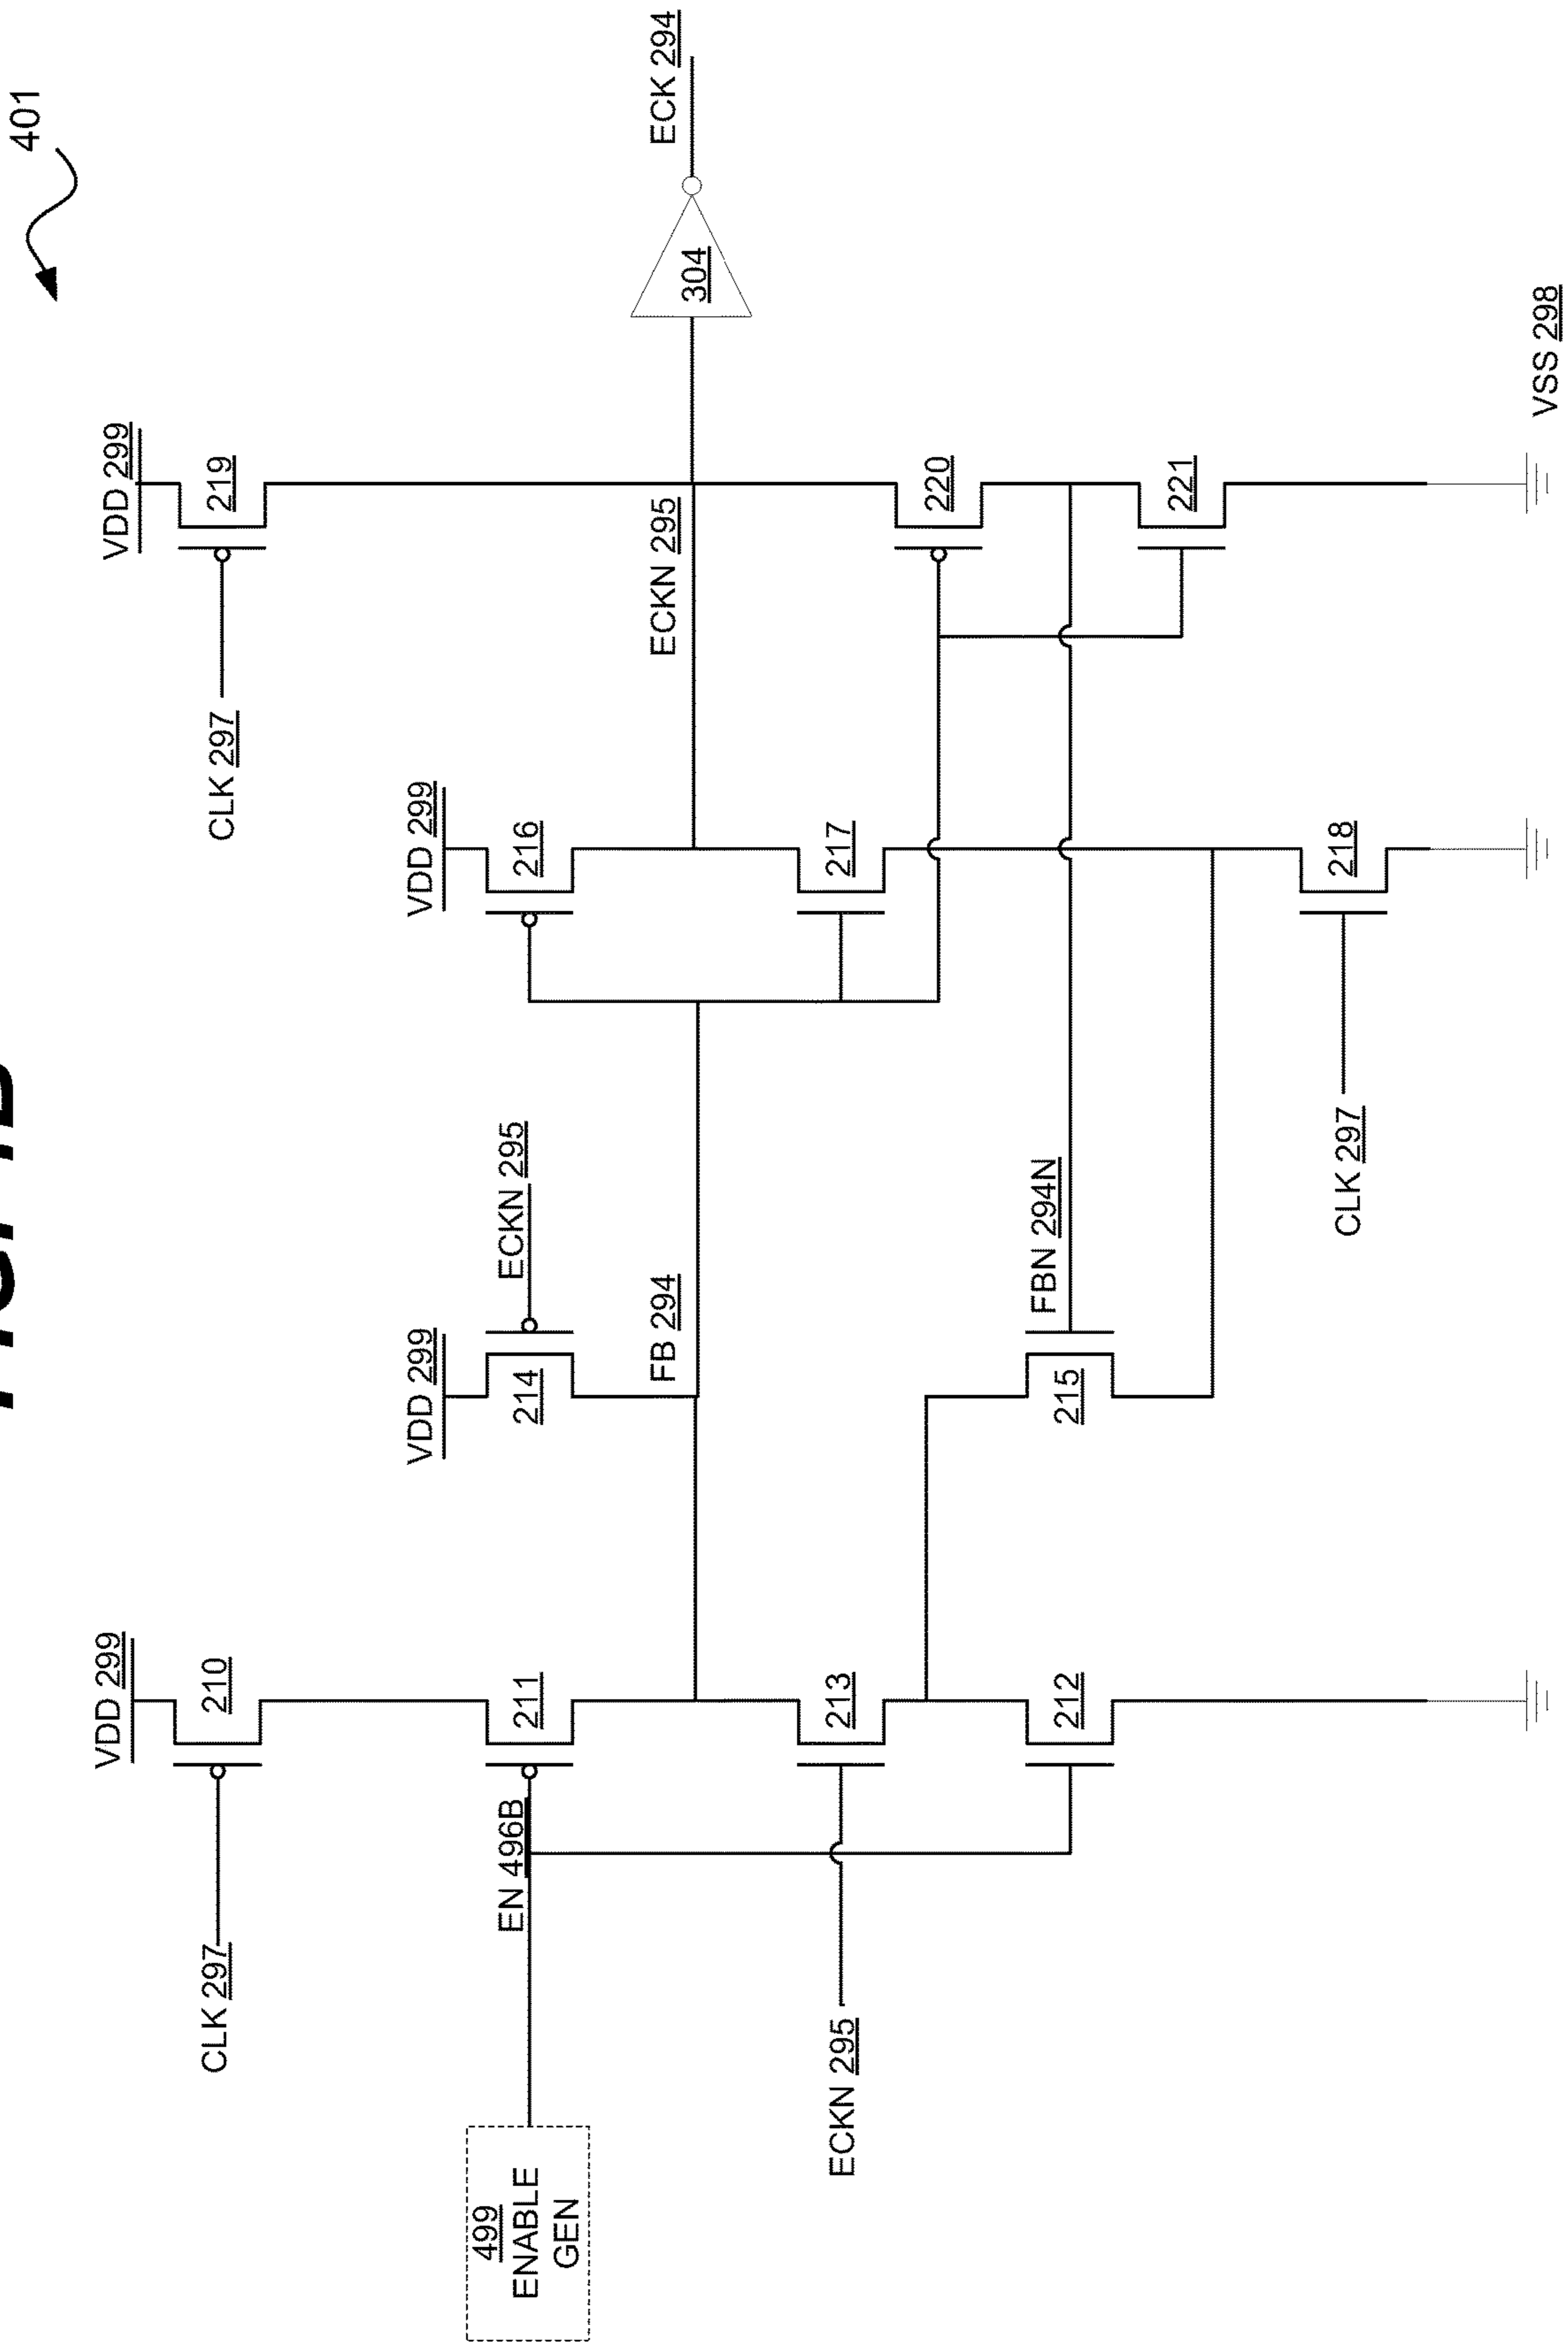 401
VDD 299
VDD 299
CLK 297
210
CLK 297
219
VDD 299
VDD 299
499
ENABLE
GEN
EN 496B
211
214
ECKN 295
216
FB 294
ECKN 295
304
ECK 294
ECKN 295
213
217
220
212
215
FBN 294N
221
CLK 297
218
VSS 298